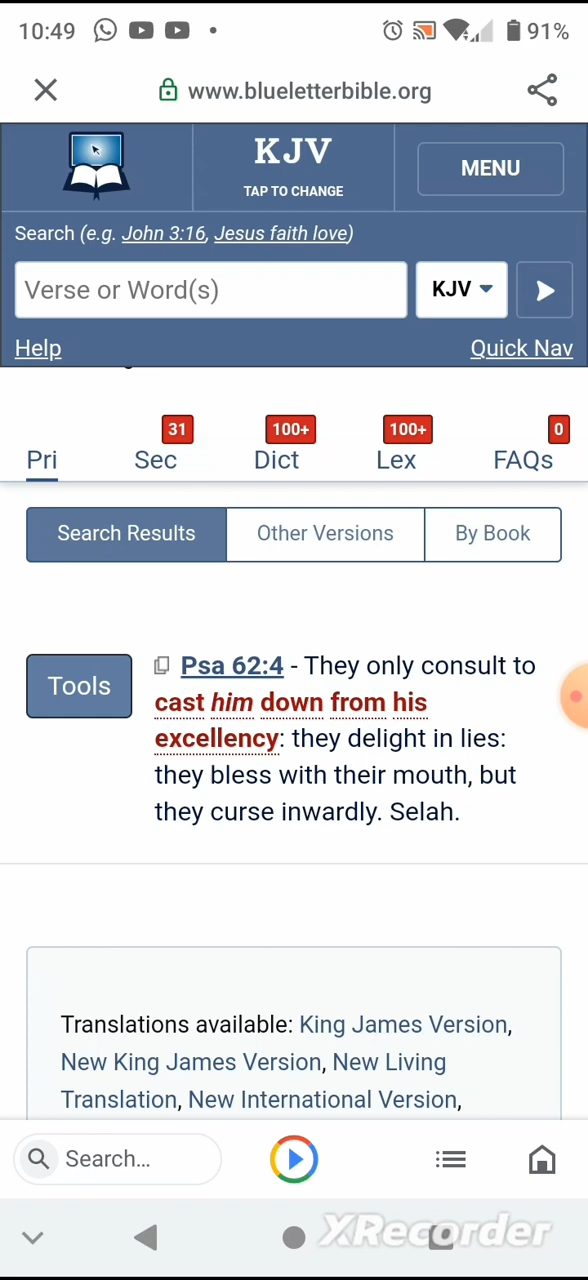 10:49
91%
www.blueletterbible.org
KJV
TAP TO CHANGE
MENU
Search (e.g. John 3:16, Jesus faith love)
Verse or Word(s)
KJV
Help
Quick Nav
31
100+
100+
0
Pri
Sec
Dict
Lex
FAQs
Search Results
Other Versions
By Book
Tools
Psa 62:4 - They only consult to
cast him down from his
excellency: they delight in lies:
they bless with their mouth, but
they curse inwardly. Selah.
Translations available: King James Version,
New King James Version, New Living
Translation, New International Version,
Search...
XRecorder